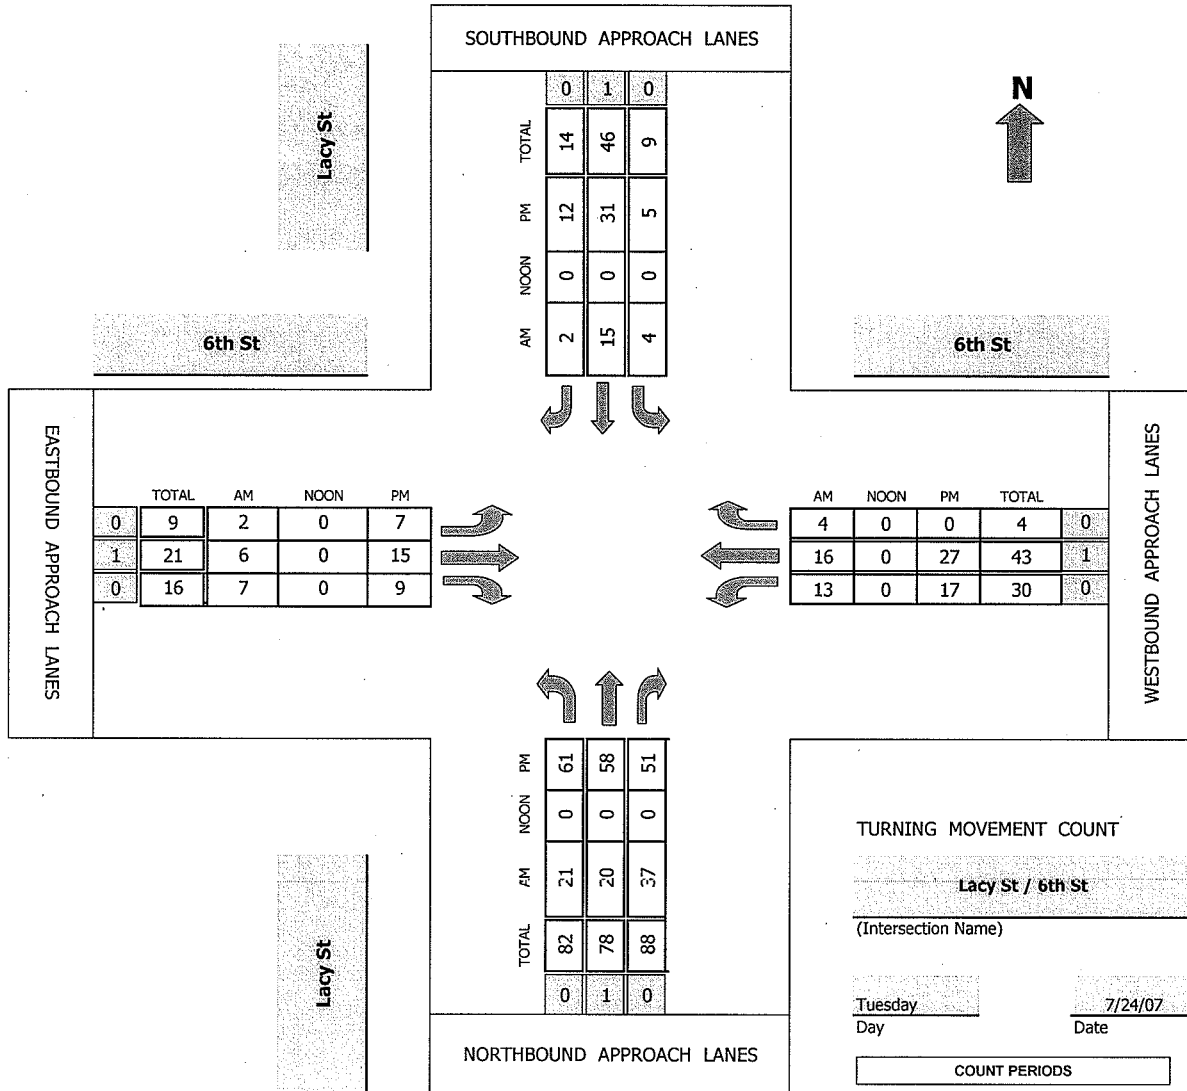 SOUTHBOUND APPROACH LANES
0 1 0
TOTAL 14 46 9
PM 12 31 5
NOON 0 0 0
AM 2 15 4
Lacy St
N
6th St
6th St
EASTBOUND APPROACH LANES
TOTAL AM NOON PM
0 9 2 0 7
1 21 6 0 15
0 16 7 0 9
AM NOON PM TOTAL
4 0 0 4 0
16 0 27 43 1
13 0 17 30 0
WESTBOUND APPROACH LANES
PM 61 58 51
NOON 0 0 0
AM 21 20 37
TOTAL 82 78 88
0 1 0
NORTHBOUND APPROACH LANES
Lacy St
TURNING MOVEMENT COUNT
Lacy St / 6th St
(Intersection Name)
Tuesday 7/24/07
Day Date
COUNT PERIODS